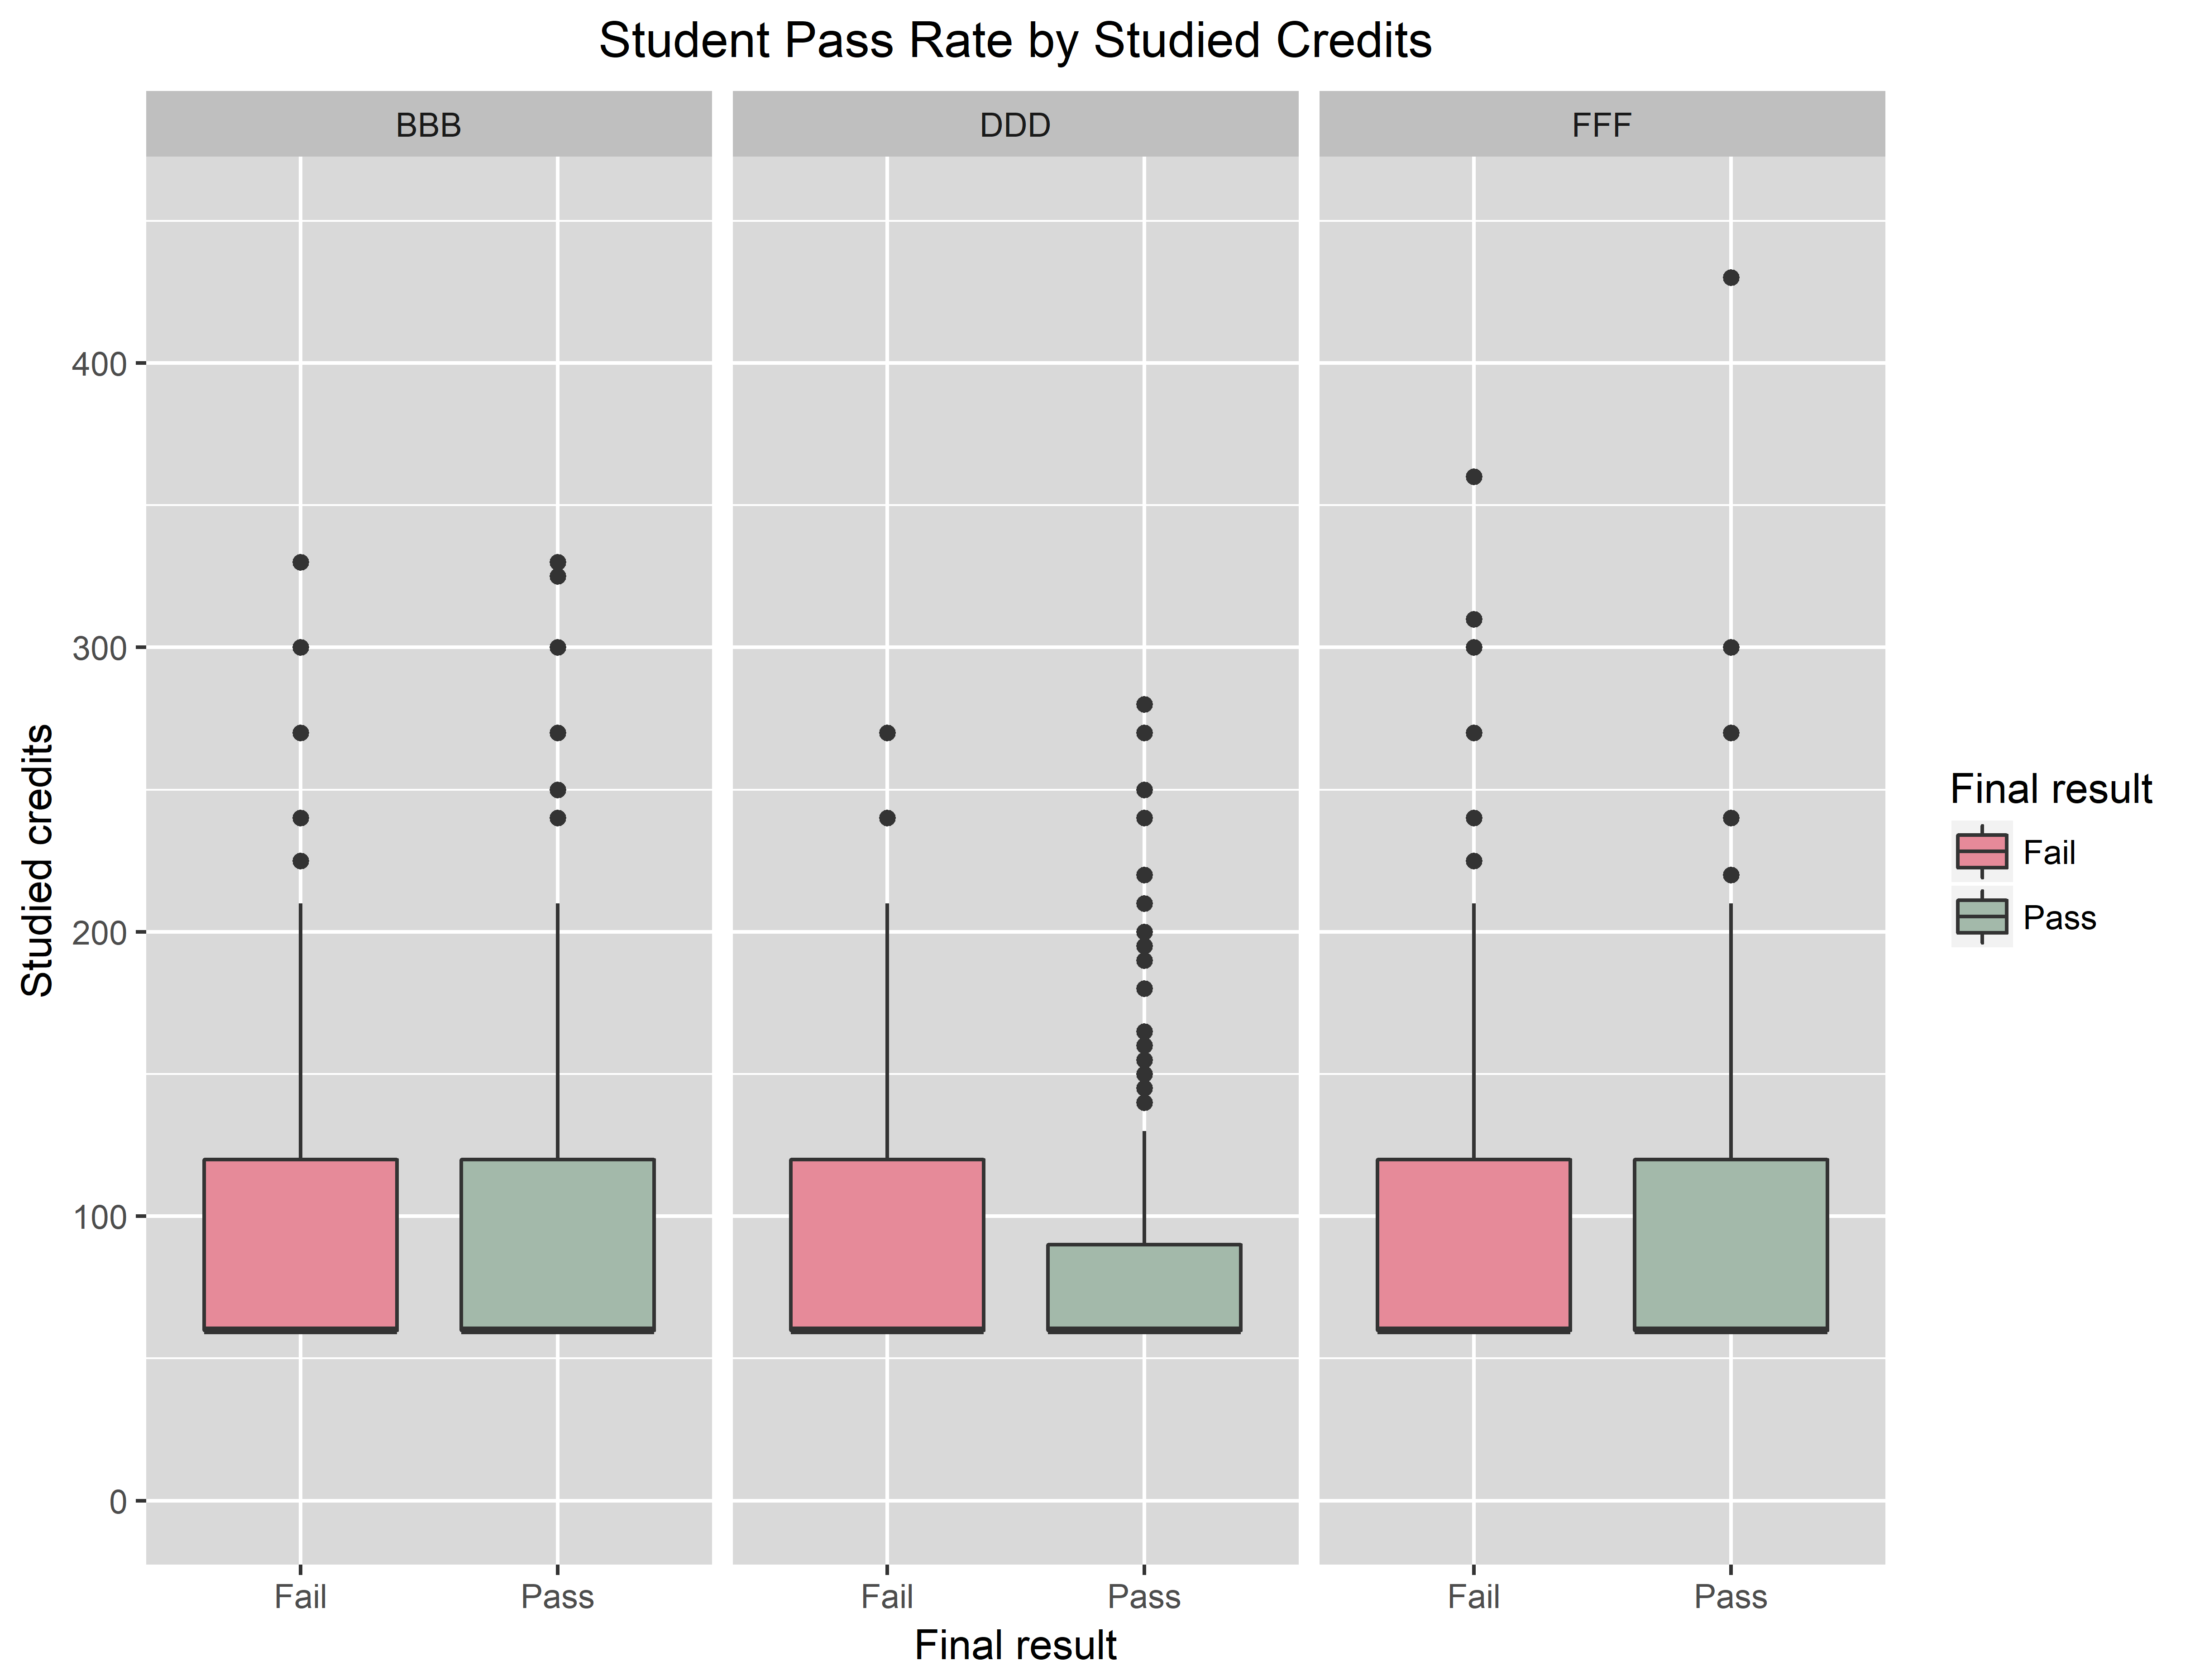 Student Pass Rate by Studied Credits
BBB
DDD
FFF
400
300
200
100
0
Studied credits
Fail
Pass
Fail
Pass
Fail
Pass
Final result
Final result
Fail
Pass